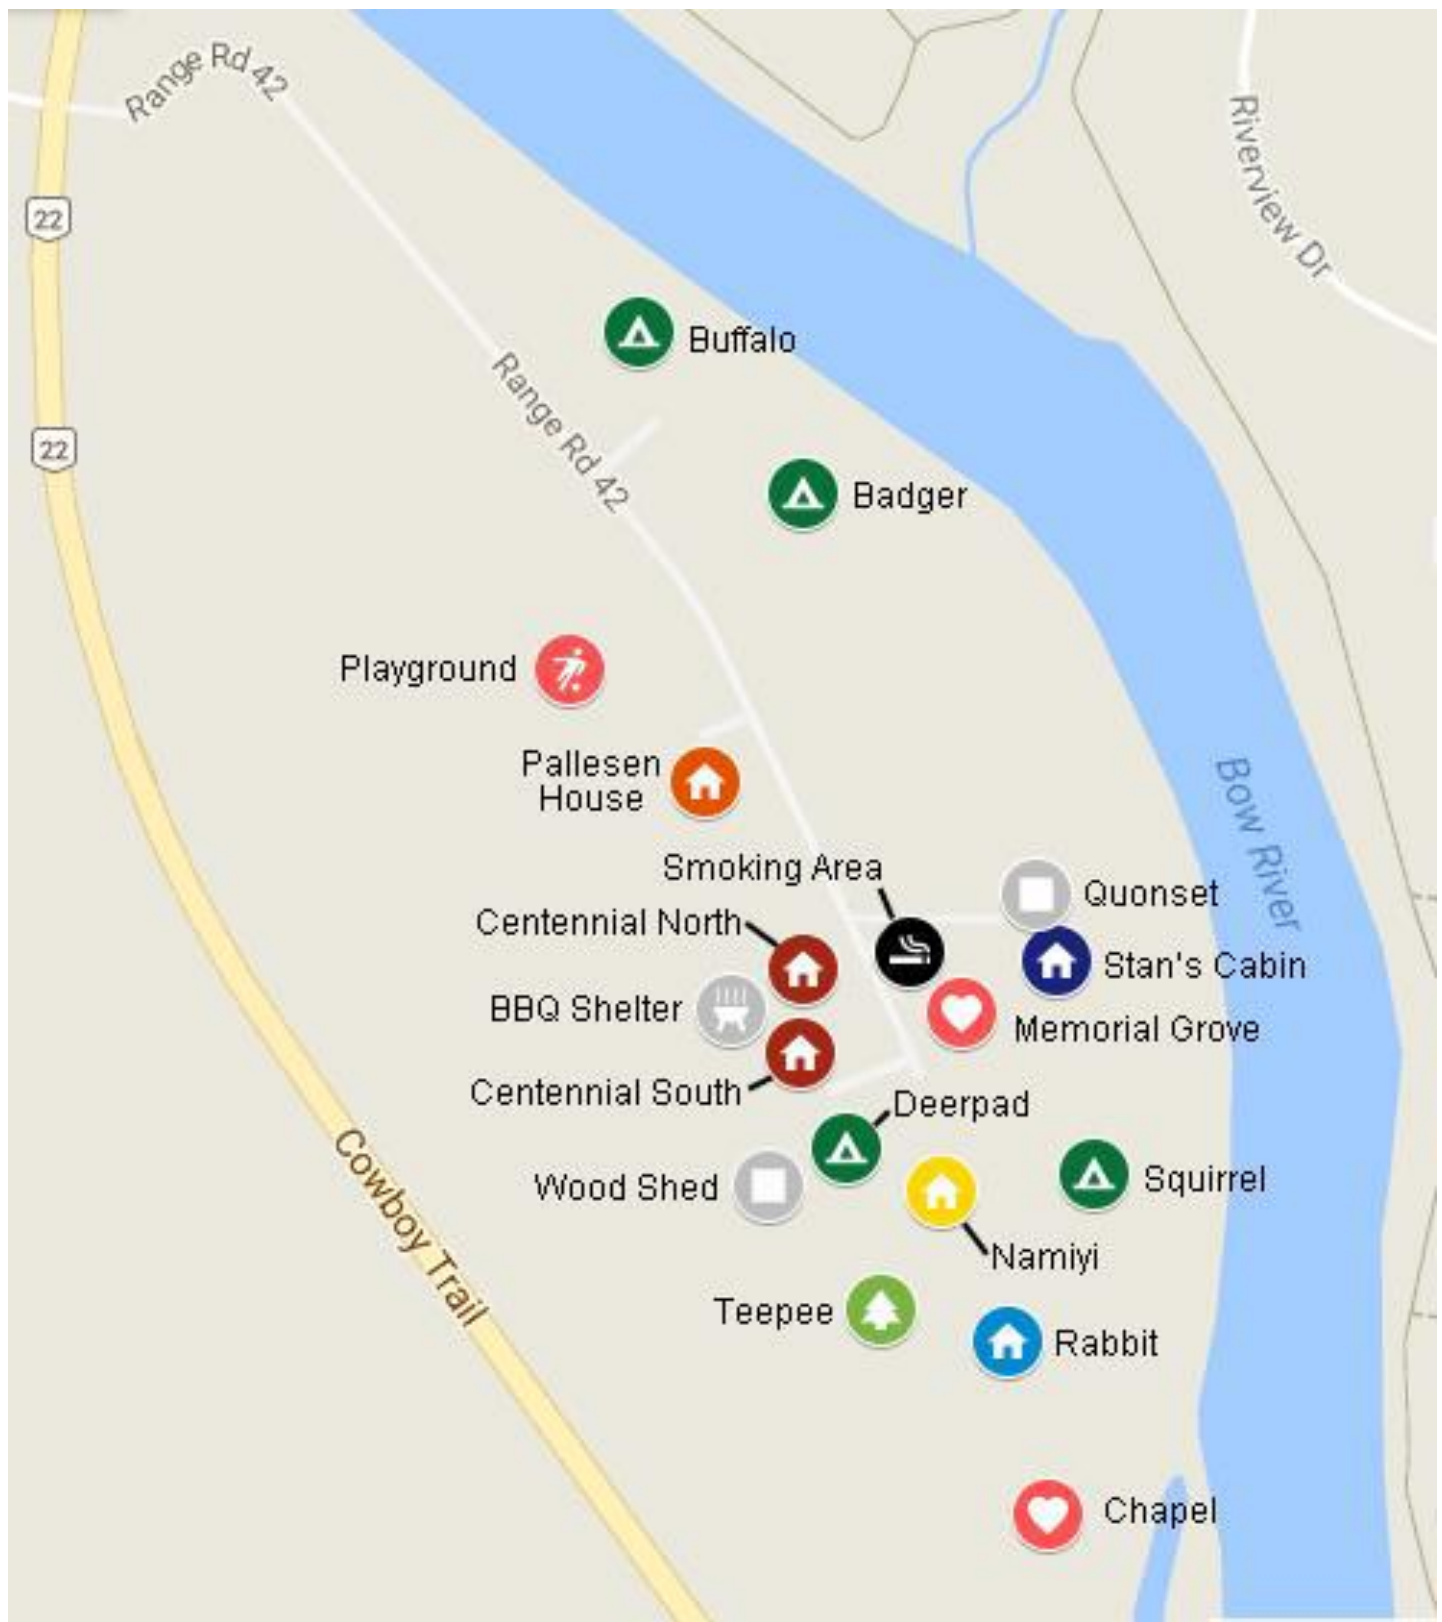 Range Rd 42
Riverview Dr
22
Buffalo
Range Rd 42
22
Badger
Playground
Pallesen
House
Bow River
Smoking Area
Quonset
Centennial North
Stan's Cabin
BBQ Shelter
Memorial Grove
Centennial South
Deerpad
Cowboy Trail
Wood Shed
Squirrel
Namiyi
Teepee
Rabbit
Chapel